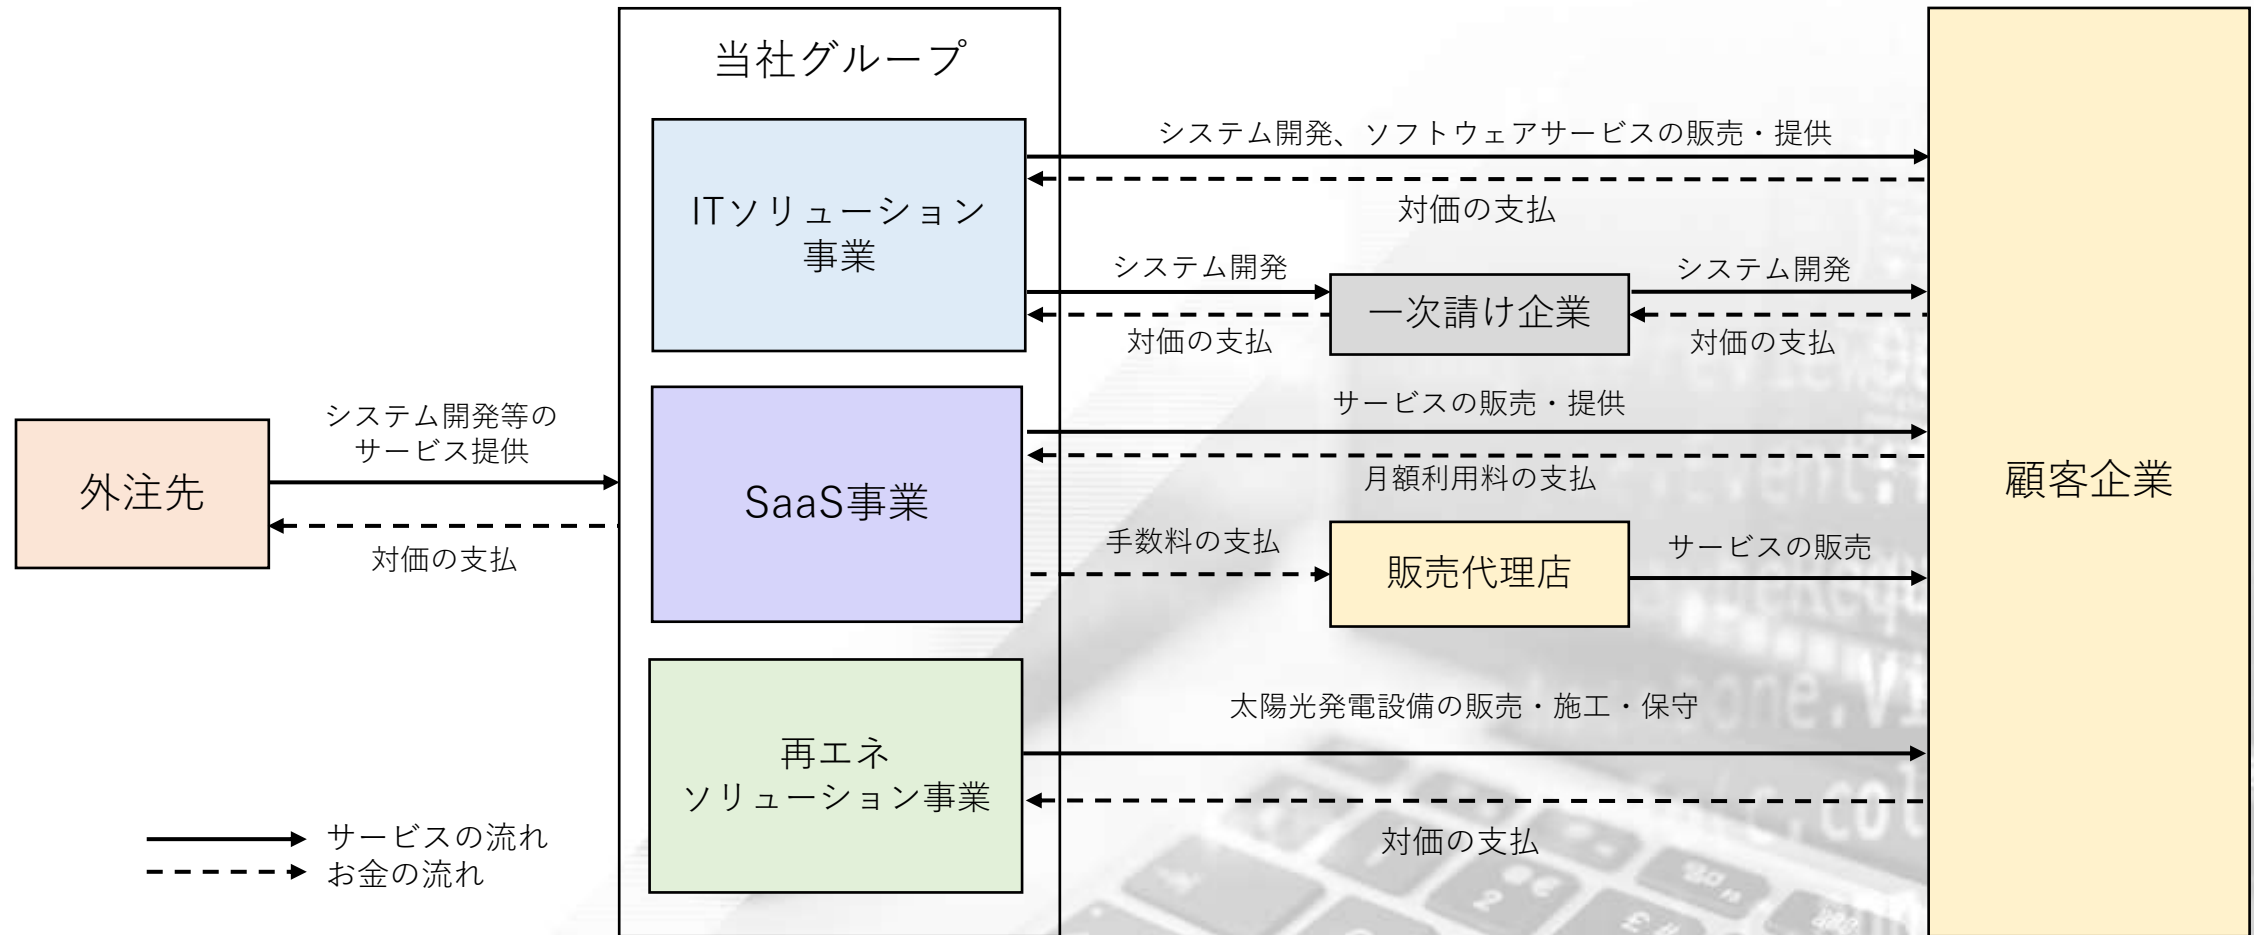 当社グループ
システム開発、ソフトウェアサービスの販売・提供
対価の支払
ITソリューション
事業
システム開発
一次請け企業
システム開発
対価の支払
対価の支払
システム開発等の
サービス提供
外注先
対価の支払
SaaS事業
サービスの販売・提供
月額利用料の支払
顧客企業
手数料の支払
販売代理店
サービスの販売
再エネ
ソリューション事業
太陽光発電設備の販売・施工・保守
対価の支払
サービスの流れ
お金の流れ